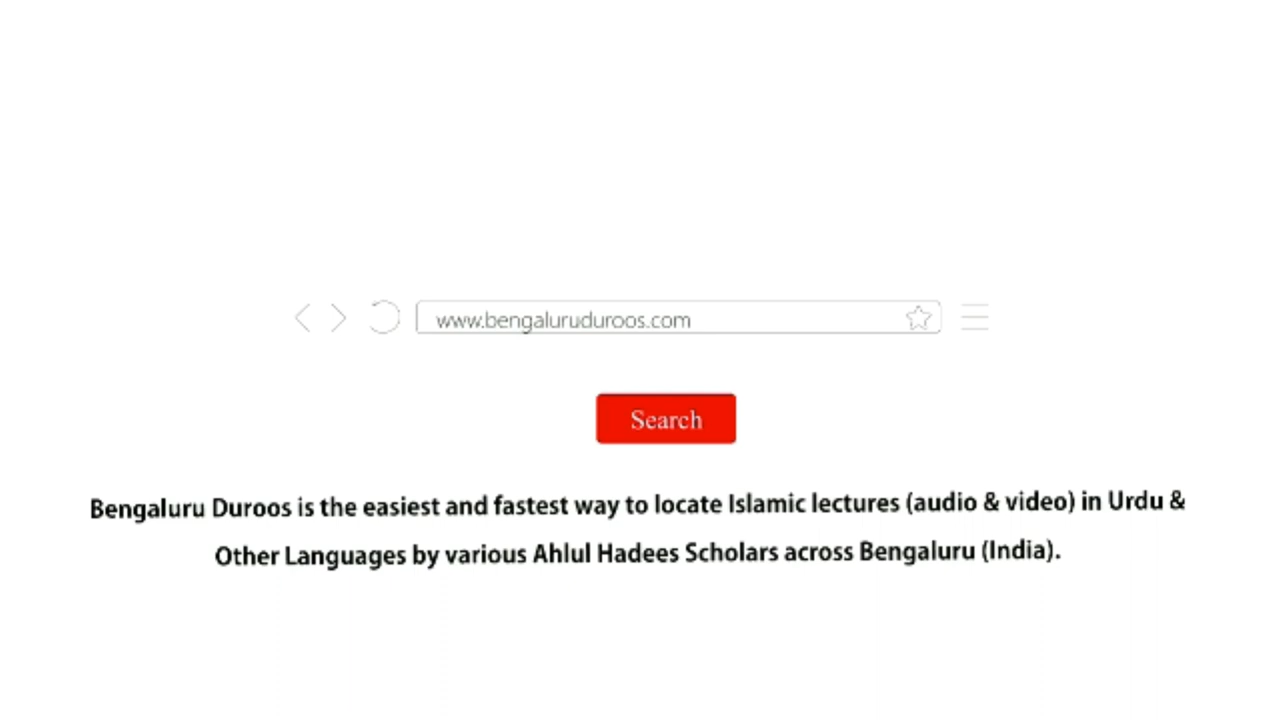 www.bengaluruduroos.com
Search
Bengaluru Duroos is the easiest and fastest way to locate Islamic lectures (audio & video) in Urdu &
Other Languages by various Ahlul Hadees Scholars across Bengaluru (India).